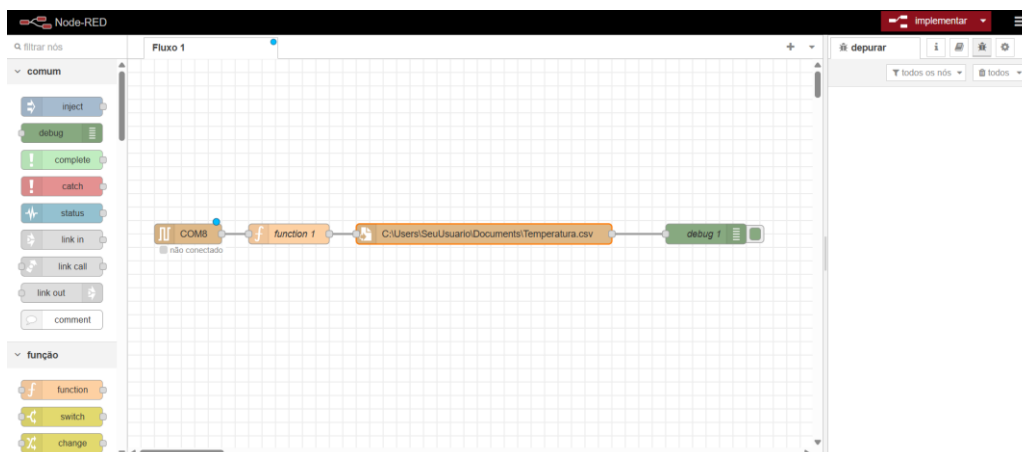 Node-RED
implementar
filtrar nós
Fluxo 1
depurar
i
todos os nós
todos
comum
inject
debug
complete
catch
status
link in
link call
link out
comment
função
function
switch
change
COM8
não conectado
f function 1
C:\Users\SeuUsuario\Documents\Temperatura.csv
debug 1